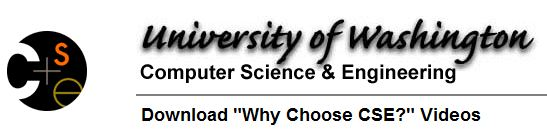 C s + e
University of Washington
Computer Science & Engineering
Download "Why Choose CSE?" Videos